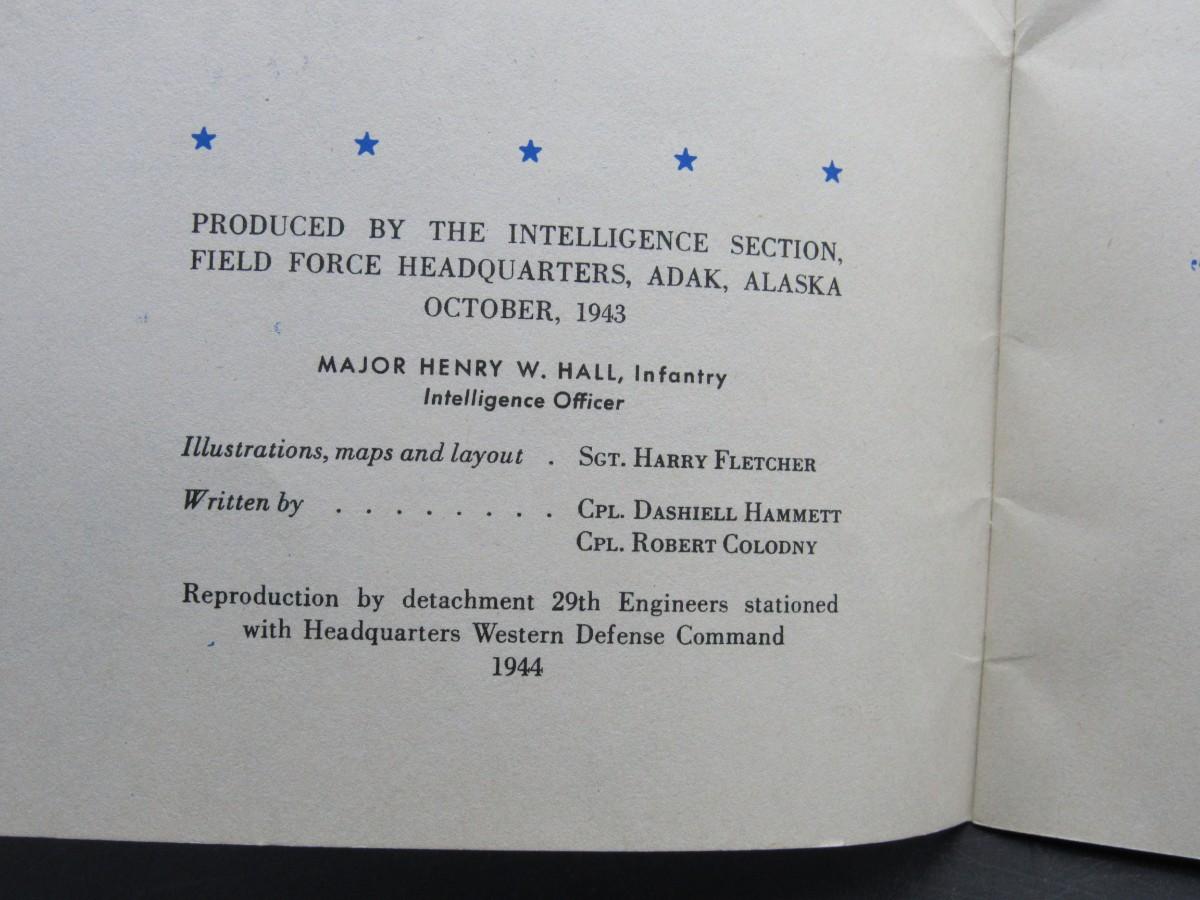 PRODUCED BY THE INTELLIGENCE SECTION,
FIELD FORCE HEADQUARTERS, ADAK, ALASKA
OCTOBER, 1943
MAJOR HENRY W. HALL, Infantry
Intelligence Officer
Illustrations, maps and layout . SGT. HARRY FLETCHER
Written by . . . . . . . . CPL. DASHIELL HAMMETT
CPL. ROBERT COLODNY
Reproduction by detachment 29th Engineers stationed
with Headquarters Western Defense Command
1944